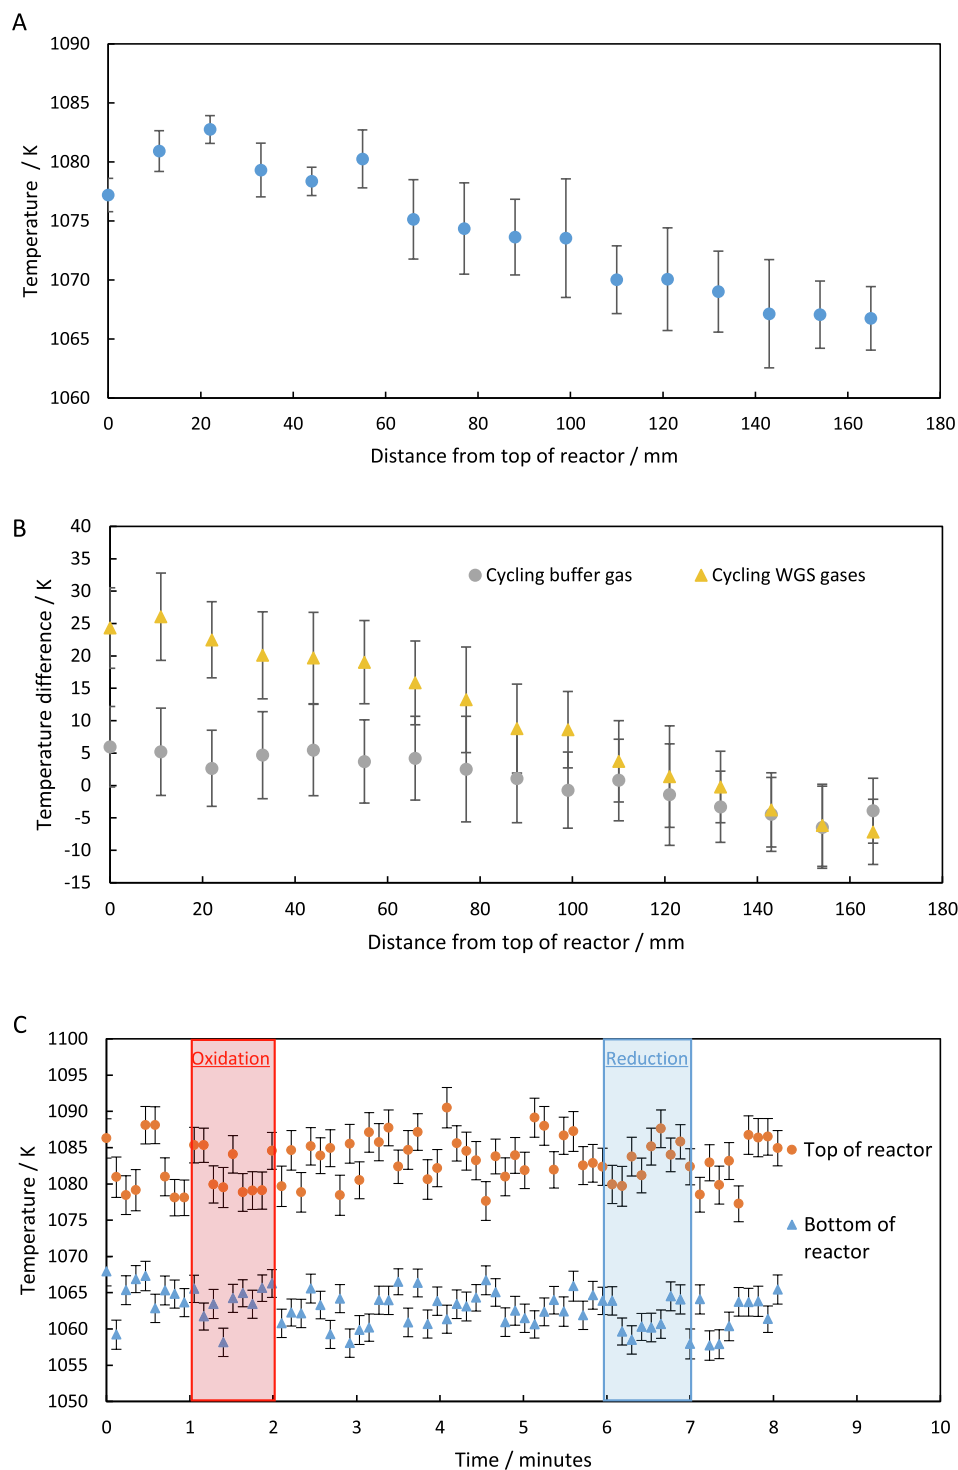 A
1090
1085
1080
1075
1070
1065
1060
Temperature / K
0 20 40 60 80 100 120 140 160 180
Distance from top of reactor / mm
B
40
35
30
25
20
15
10
5
0
-5
-10
-15
Temperature difference / K
Cycling buffer gas
Cycling WGS gases
0 20 40 60 80 100 120 140 160 180
Distance from top of reactor / mm
C
1100
1095
1090
1085
1080
1075
1070
1065
1060
1055
1050
Temperature / K
Oxidation
Reduction
Top of reactor
Bottom of
reactor
0 1 2 3 4 5 6 7 8 9 10
Time / minutes